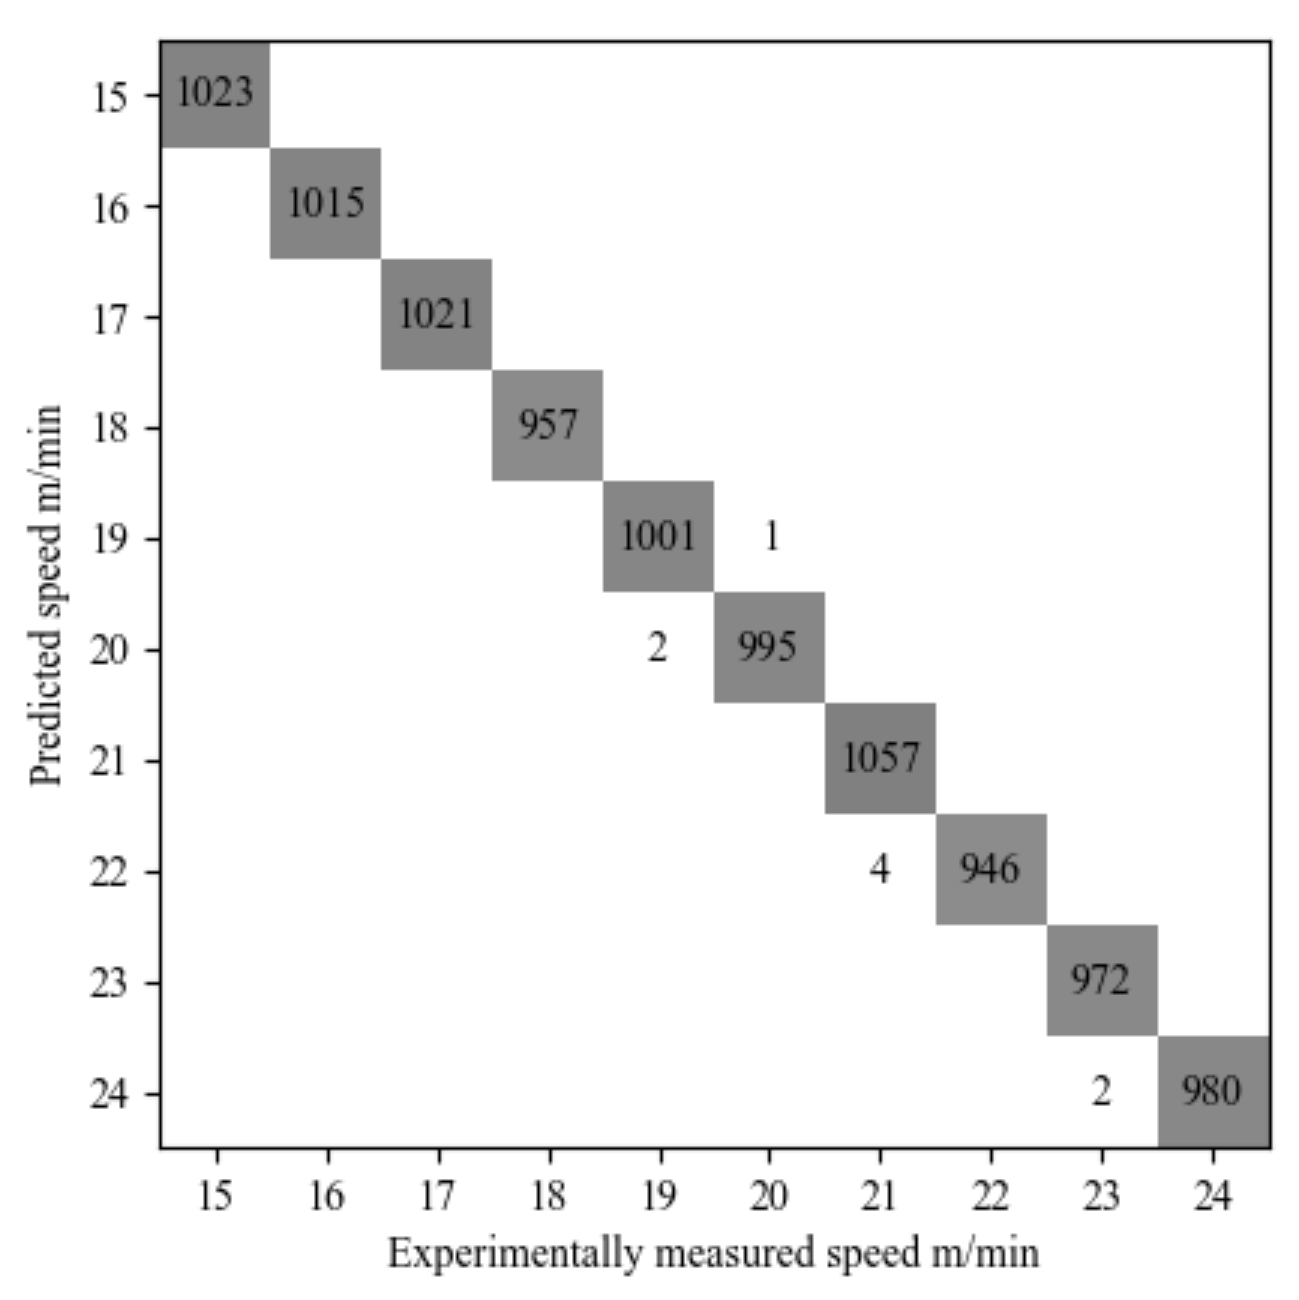 15 1023
16 1015
17 1021
18 957
19 1001 1
20 2 995
21 1057
22 4 946
23 972
24 2 980
15 16 17 18 19 20 21 22 23 24
Experimentally measured speed m/min
Predicted speed m/min